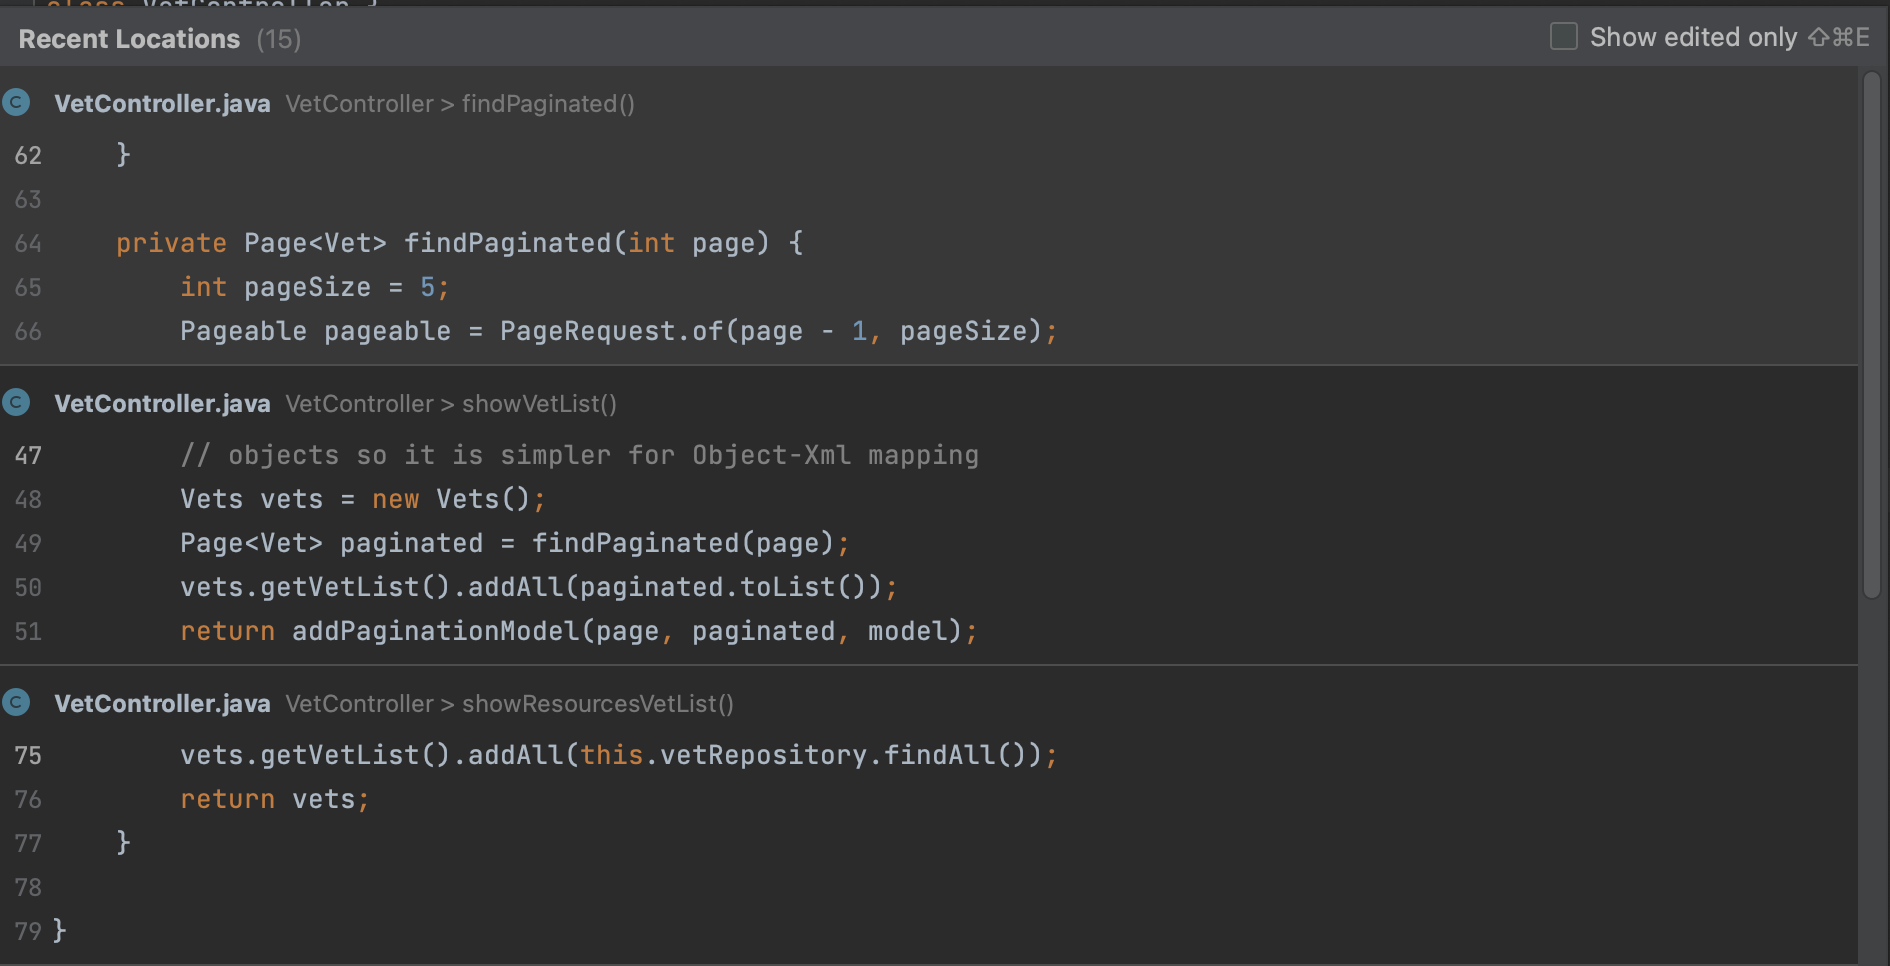 class VetController {
Recent Locations (15)
Show edited only ⇧⌘E
C VetController.java VetController > findPaginated()
62 }
63
64 private Page<Vet> findPaginated(int page) {
65 int pageSize = 5;
66 Pageable pageable = PageRequest.of(page - 1, pageSize);
C VetController.java VetController > showVetList()
47 // objects so it is simpler for Object-Xml mapping
48 Vets vets = new Vets();
49 Page<Vet> paginated = findPaginated(page);
50 vets.getVetList().addAll(paginated.toList());
51 return addPaginationModel(page, paginated, model);
C VetController.java VetController > showResourcesVetList()
75 vets.getVetList().addAll(this.vetRepository.findAll());
76 return vets;
77 }
78
79 }